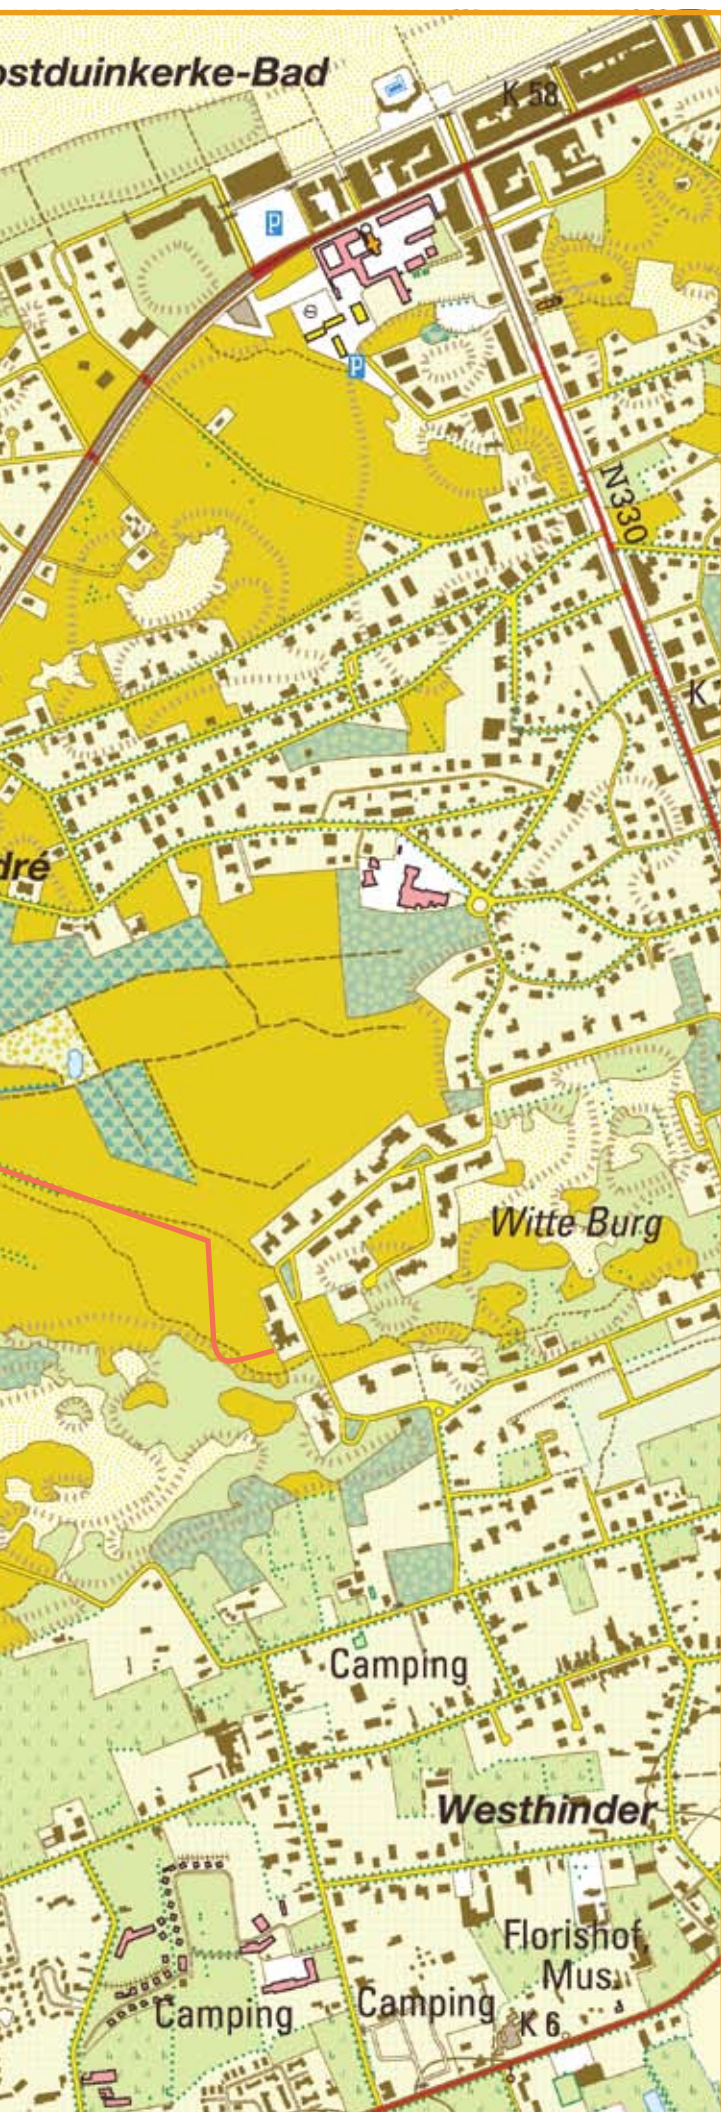 ostduinkerke-Bad
K 58
P
P
N330
K
dré
Witte Burg
Camping
Westhinder
Florishof
Mus.
Camping
Camping
K 6